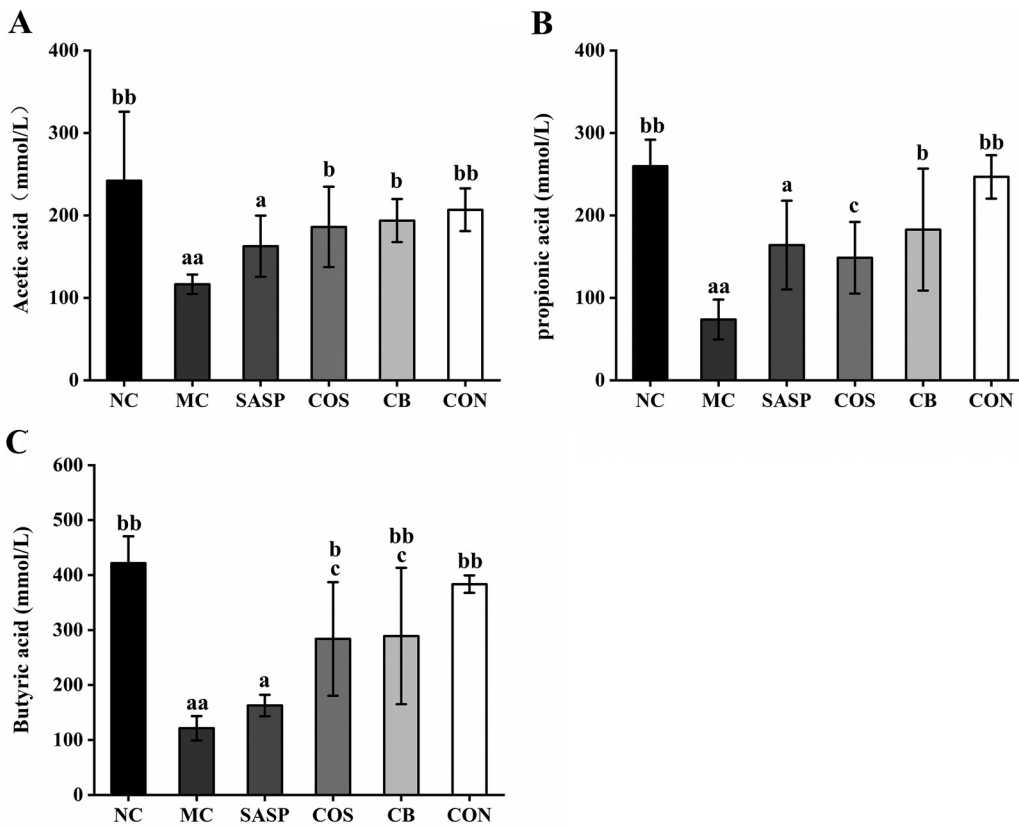 A
Acetic acid（mmol/L）
400
300
200
100
0
bb
aa
a
b
b
bb
NC MC SASP COS CB CON
B
propionic acid (mmol/L)
400
300
200
100
0
bb
aa
a
c
b
bb
NC MC SASP COS CB CON
C
Butyric acid (mmol/L)
600
500
400
300
200
100
0
bb
aa
a
b
c
bb
c
bb
NC MC SASP COS CB CON